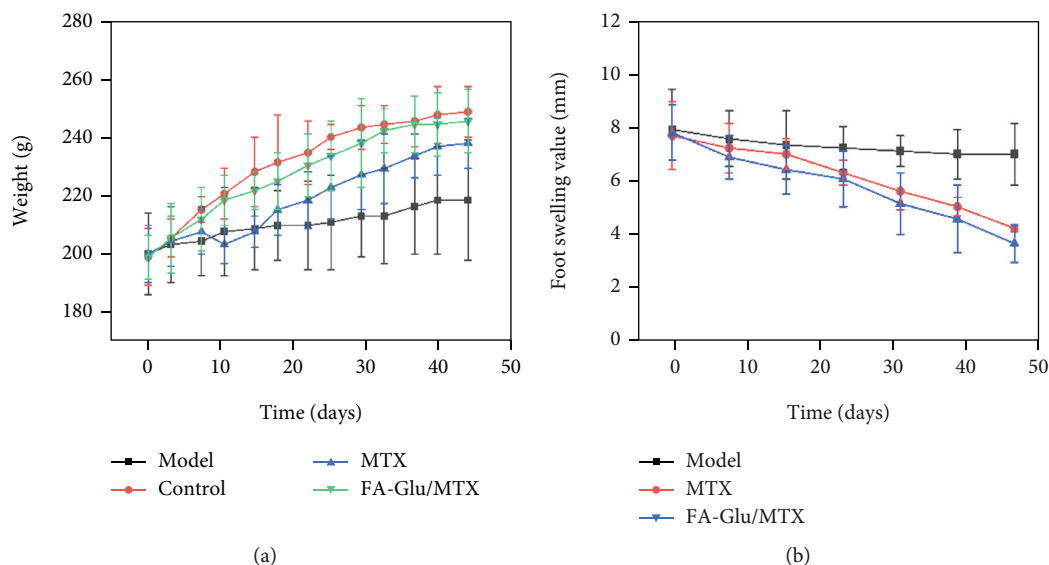 280
260
240
220
200
180
Weight (g)
0 10 20 30 40 50
Time (days)
Model MTX
Control FA-Glu/MTX
(a)
12
10
8
6
4
2
0
Foot swelling value (mm)
0 10 20 30 40 50
Time (days)
Model
MTX
FA-Glu/MTX
(b)